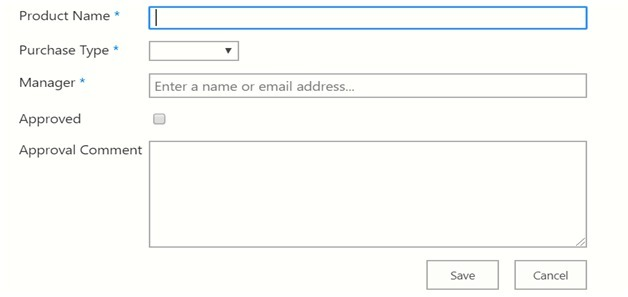 Product Name *
Purchase Type *
Manager * Enter a name or email address...
Approved
Approval Comment
Save Cancel